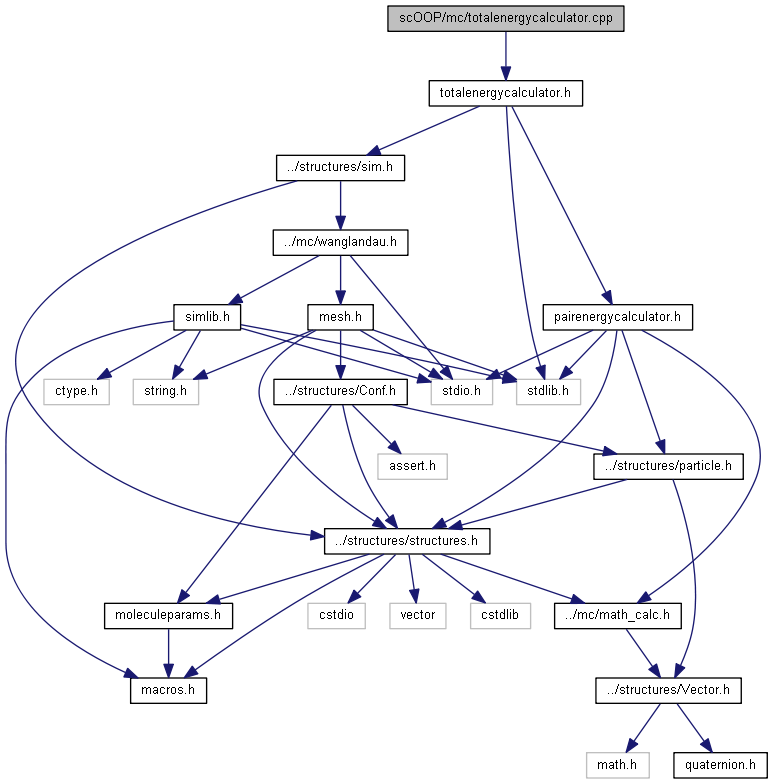 scOOP/mc/totalenergycalculator.cpp
totalenergycalculator.h
../structures/sim.h
../mc/wanglandau.h
simlib.h
mesh.h
pairenergycalculator.h
ctype.h
string.h
../structures/Conf.h
stdio.h
stdlib.h
assert.h
../structures/particle.h
../structures/structures.h
moleculeparams.h
cstdio
vector
cstdlib
../mc/math_calc.h
macros.h
../structures/Vector.h
math.h
quaternion.h